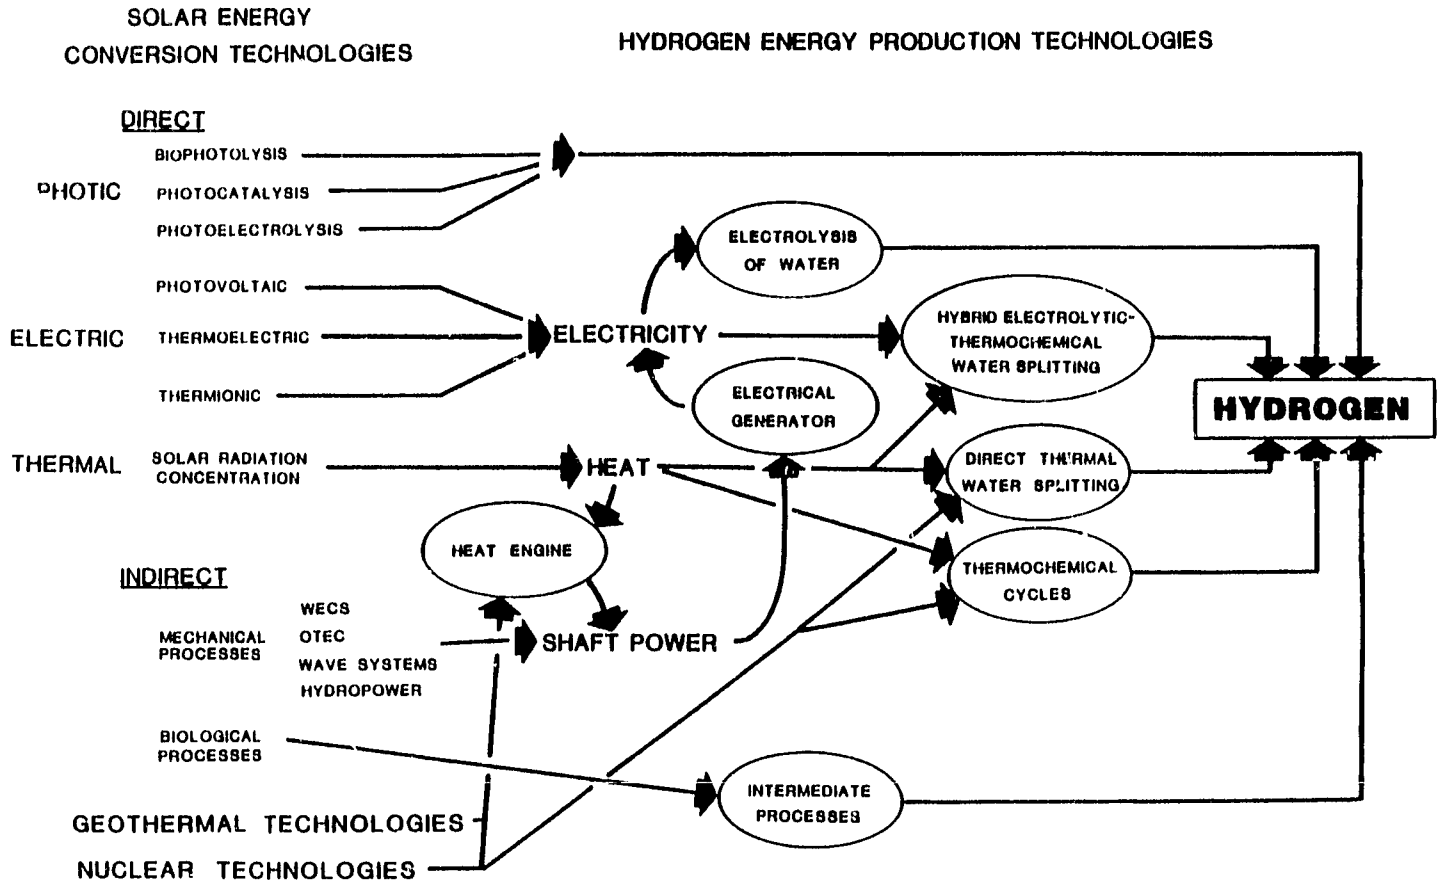 SOLAR ENERGY
CONVERSION TECHNOLOGIES
HYDROGEN ENERGY PRODUCTION TECHNOLOGIES
DIRECT
BIOPHOTOLYSIS
PHOTIC
PHOTOCATALYSIS
PHOTOELECTROLYSIS
ELECTROLYSIS
OF WATER
PHOTOVOLTAIC
ELECTRIC
THERMOELECTRIC
ELECTRICITY
HYBRID ELECTROLYTIC-
THERMOCHEMICAL
WATER SPLITTING
THERMIONIC
ELECTRICAL
GENERATOR
HYDROGEN
THERMAL
SOLAR RADIATION
CONCENTRATION
HEAT
DIRECT THERMAL
WATER SPLITTING
HEAT ENGINE
THERMOCHEMICAL
CYCLES
INDIRECT
MECHANICAL
PROCESSES
WECS
OTEC
WAVE SYSTEMS
HYDROPOWER
SHAFT POWER
BIOLOGICAL
PROCESSES
INTERMEDIATE
PROCESSES
GEOTHERMAL TECHNOLOGIES
NUCLEAR TECHNOLOGIES